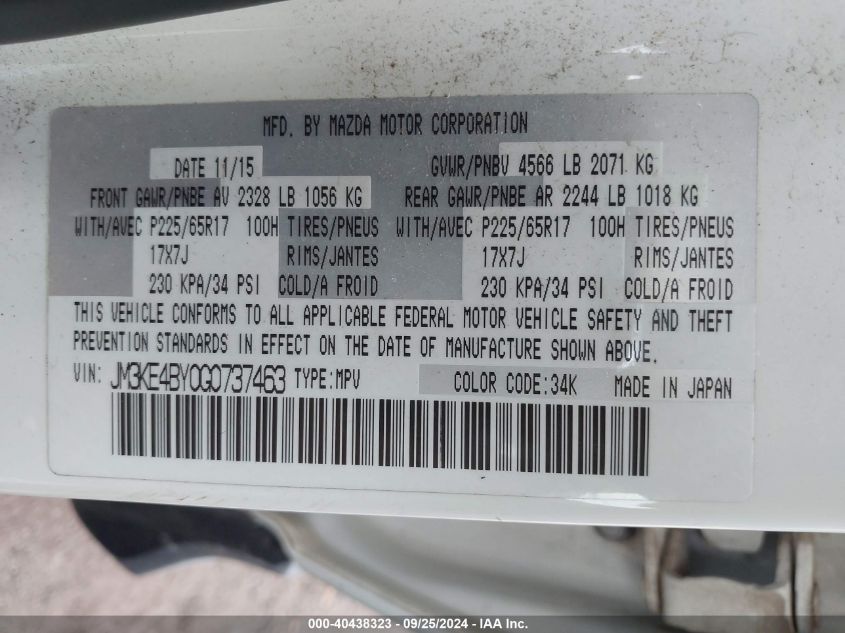 MFD. BY MAZDA MOTOR CORPORATION
DATE 11/15 GVWR/PNBV 4566 LB 2071 KG
FRONT GAWR/PNBE AV 2328 LB 1056 KG REAR GAWR/PNBE AR 2244 LB 1018 KG
WITH/AVEC P225/65R17 100H TIRES/PNEUS WITH/AVEC P225/65R17 100H TIRES/PNEUS
17X7J RIMS/JANTES 17X7J RIMS/JANTES
230 KPA/34 PSI COLD/A FROID 230 KPA/34 PSI COLD/A FROID
THIS VEHICLE CONFORMS TO ALL APPLICABLE FEDERAL MOTOR VEHICLE SAFETY AND THEFT
PREVENTION STANDARDS IN EFFECT ON THE DATE OF MANUFACTURE SHOWN ABOVE.
VIN: JM3KE4BY0G0737463 TYPE:MPV COLOR CODE:34K MADE IN JAPAN
000-40438323 - 09/25/2024 - IAA Inc.